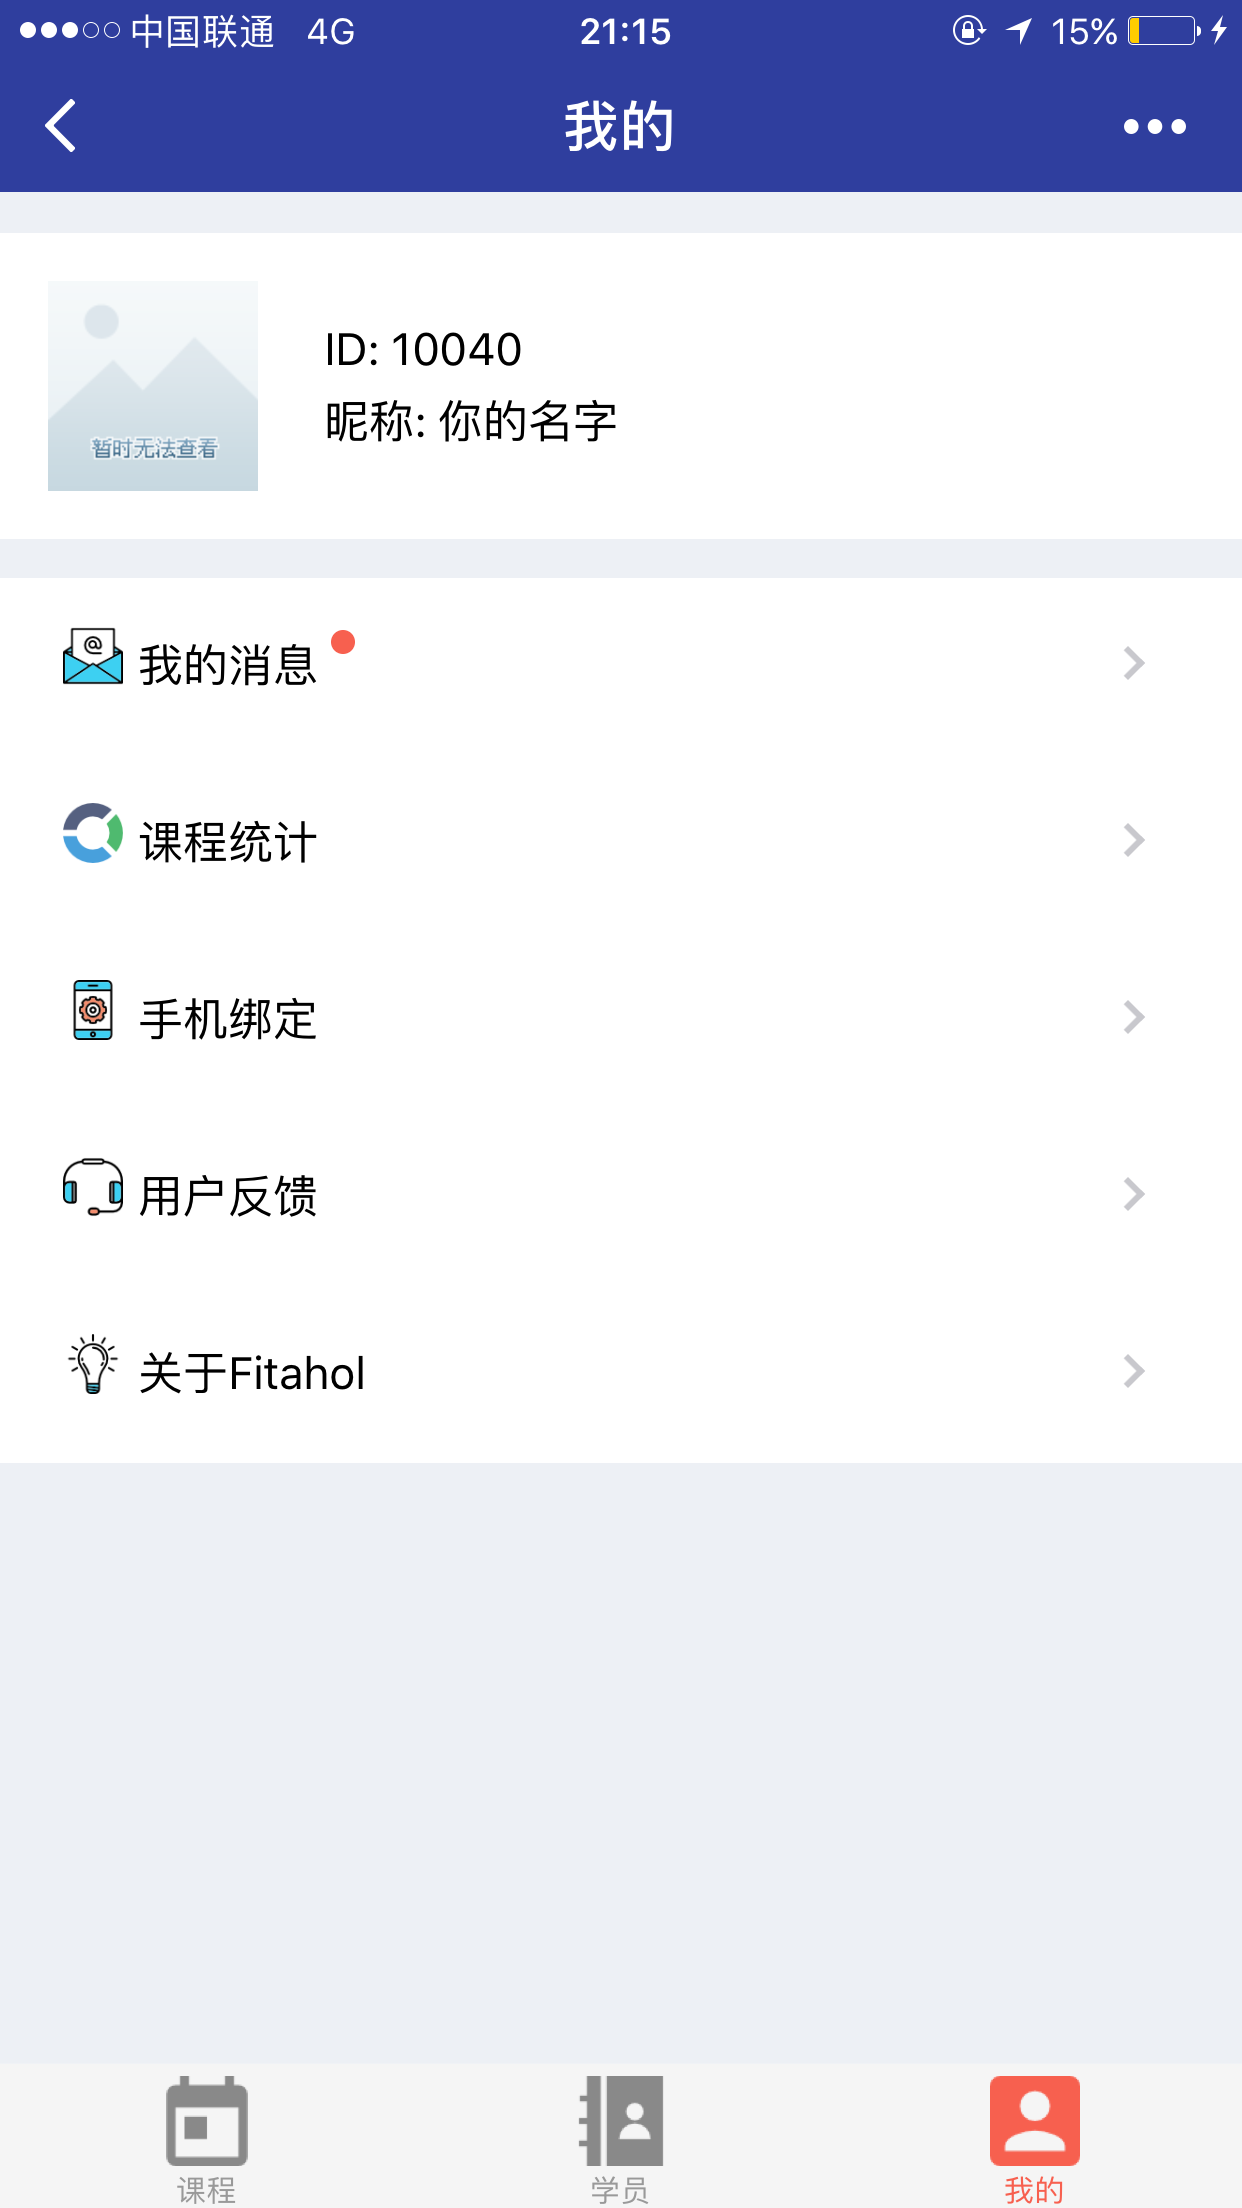 中国联通 4G 21:15 15%
我的
ID: 10040
昵称: 你的名字
暂时无法查看
@ 我的消息
课程统计
手机绑定
用户反馈
关于Fitahol
课程 学员 我的